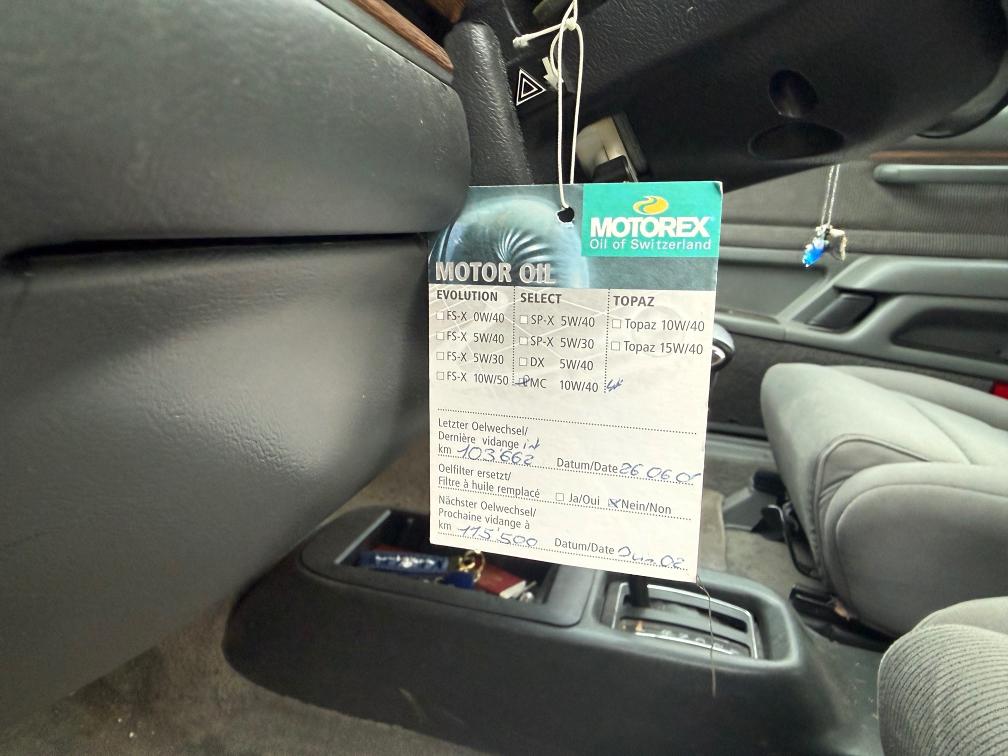 MOTOREX
Oil of Switzerland
MOTOR OIL
EVOLUTION
FS-X 0W/40
FS-X 5W/40
FS-X 5W/30
FS-X 10W/50
SELECT
SP-X 5W/40
SP-X 5W/30
DX 5W/40
MC 10W/40
TOPAZ
Topaz 10W/40
Topaz 15W/40
Letzter Oelwechsel/
Dernière vidange
km 103'662 Datum/Date 26.06.01
Oelfilter ersetzt/
Filtre à huile remplacé Ja/Oui Nein/Non
Nächster Oelwechsel/
Prochaine vidange à
km 115'500 Datum/Date Jun. 02